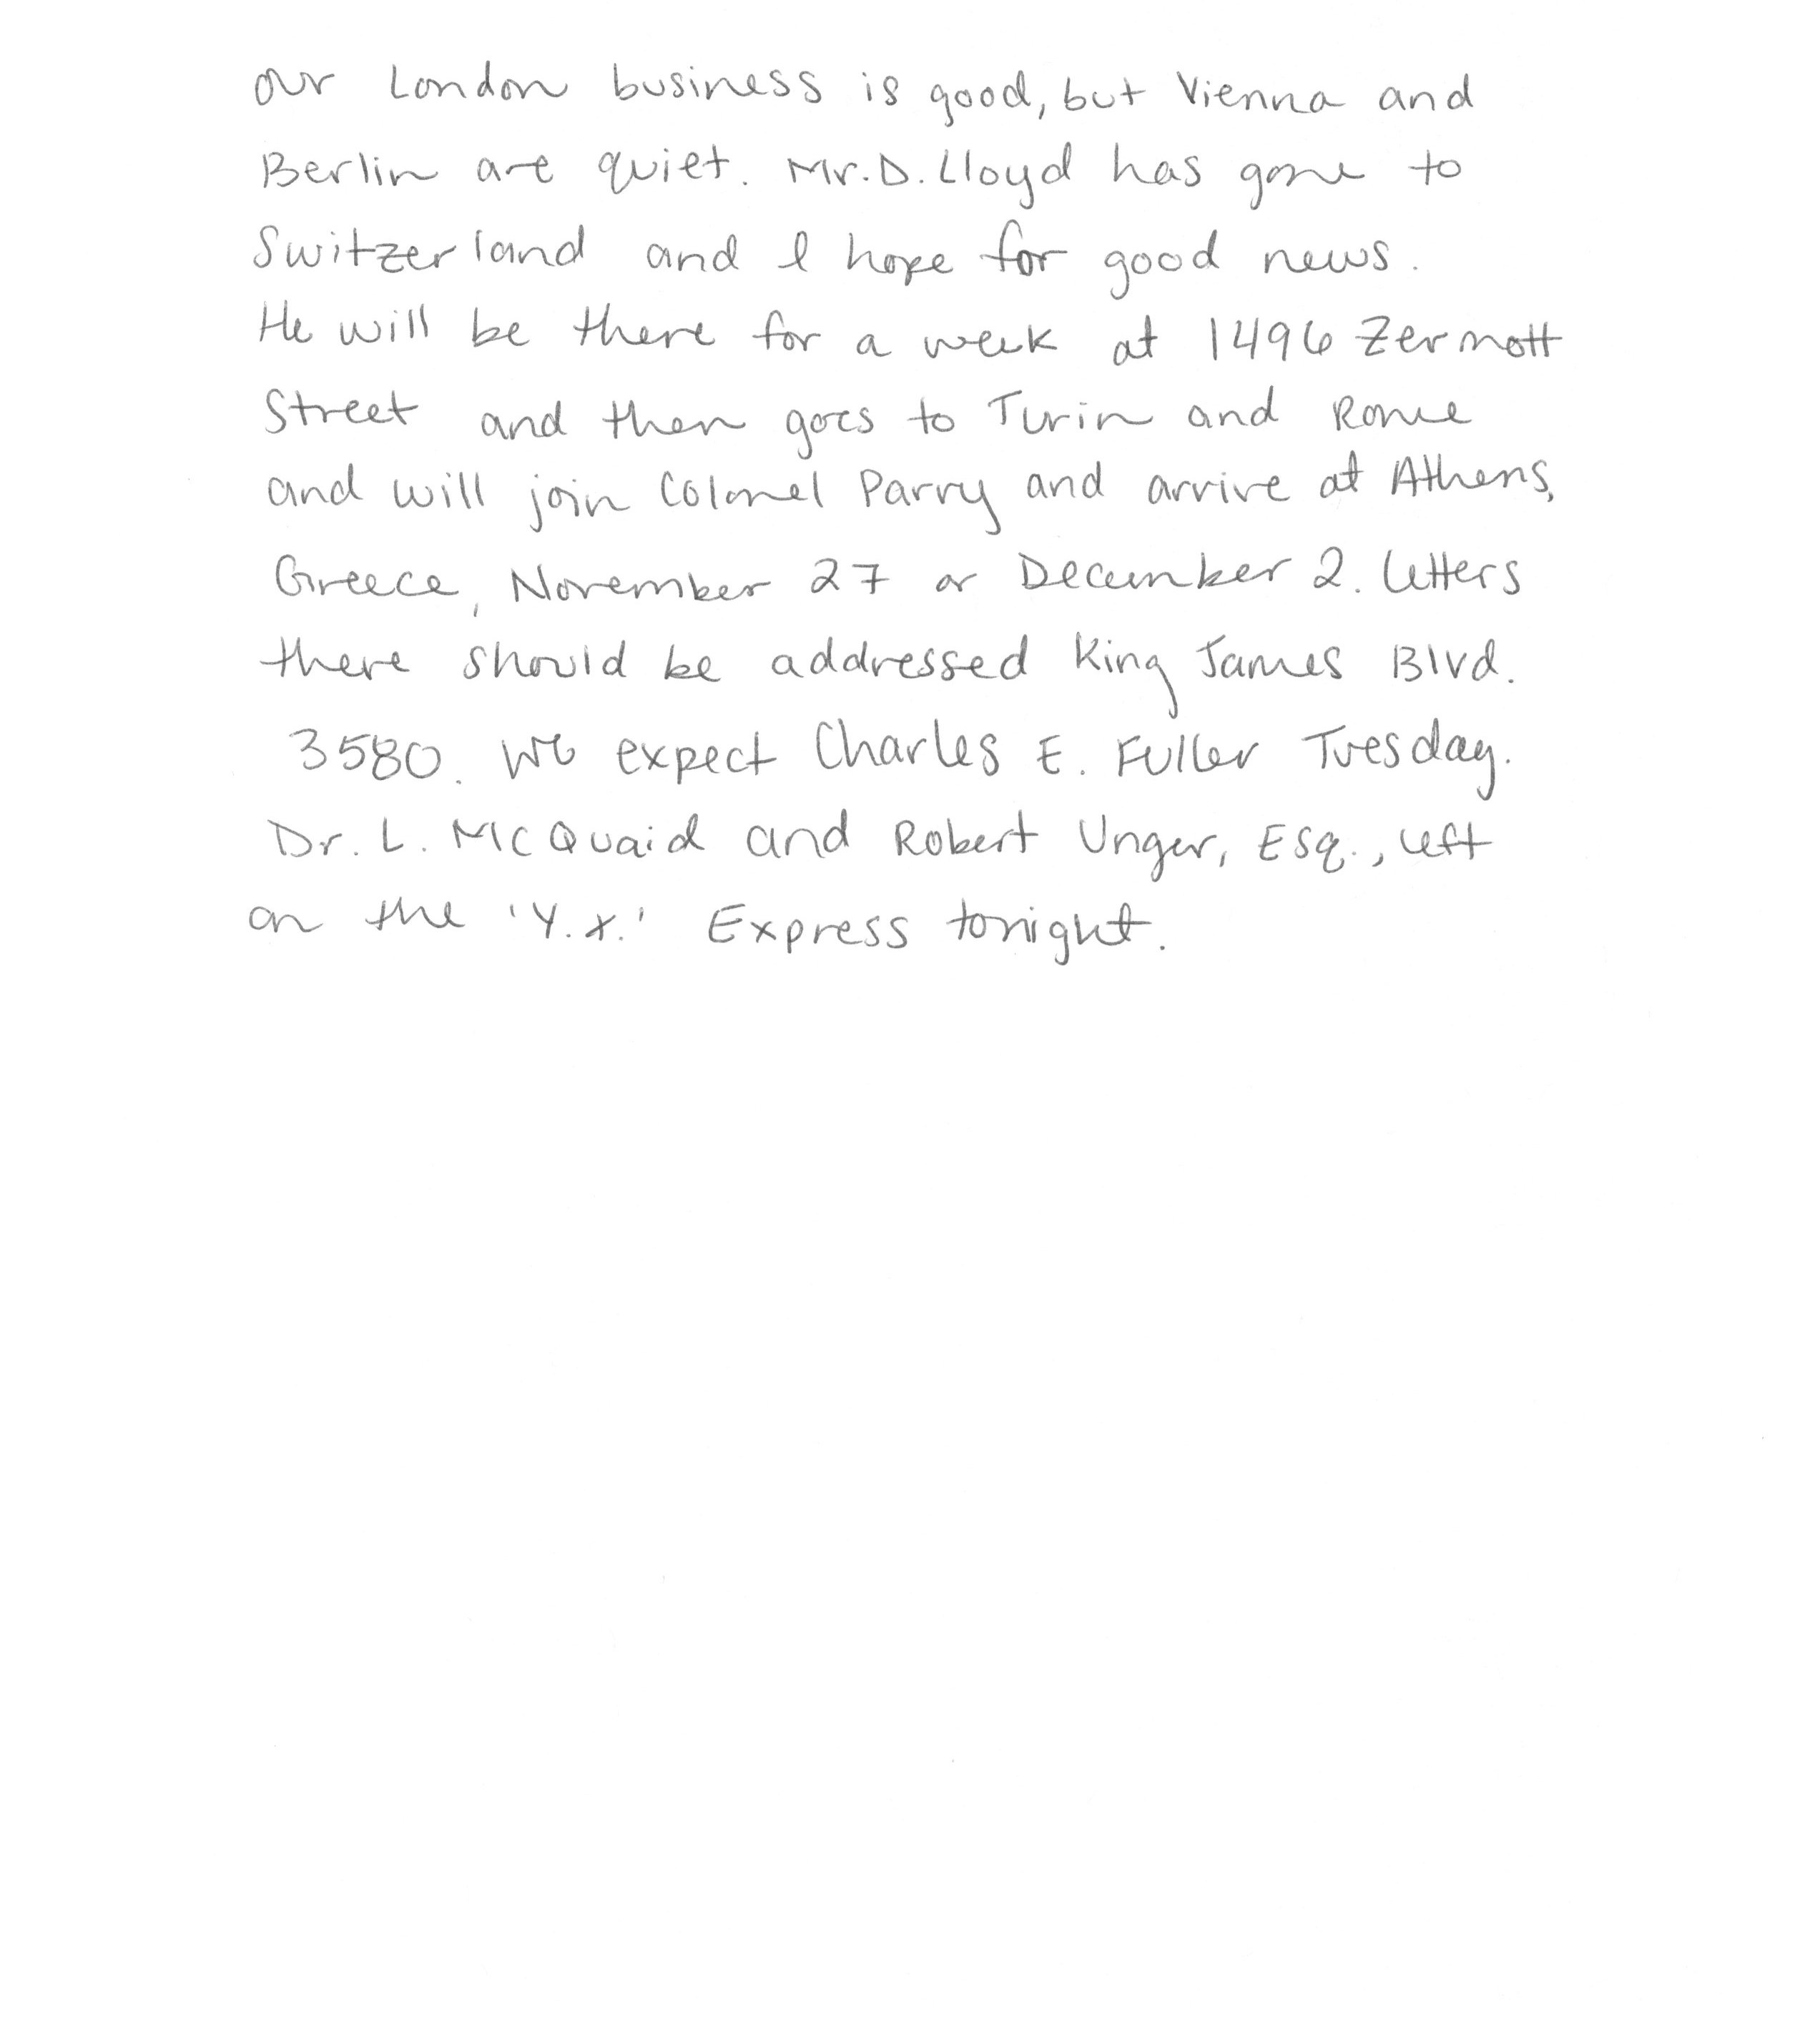 Our London business is good, but Vienna and
Berlin are quiet. Mr. D. Lloyd has gone to
Switzerland and I hope for good news.
He will be there for a week at 1496 Zermott
Street and then goes to Turin and Rome
and will join Colonel Parry and arrive at Athens,
Greece, November 27 or December 2. Letters
there should be addressed King James Blvd.
3580. We expect Charles E. Fuller Tuesday.
Dr. L. McQuaid and Robert Unger, Esq., left
on the 'Y.X.' Express tonight.